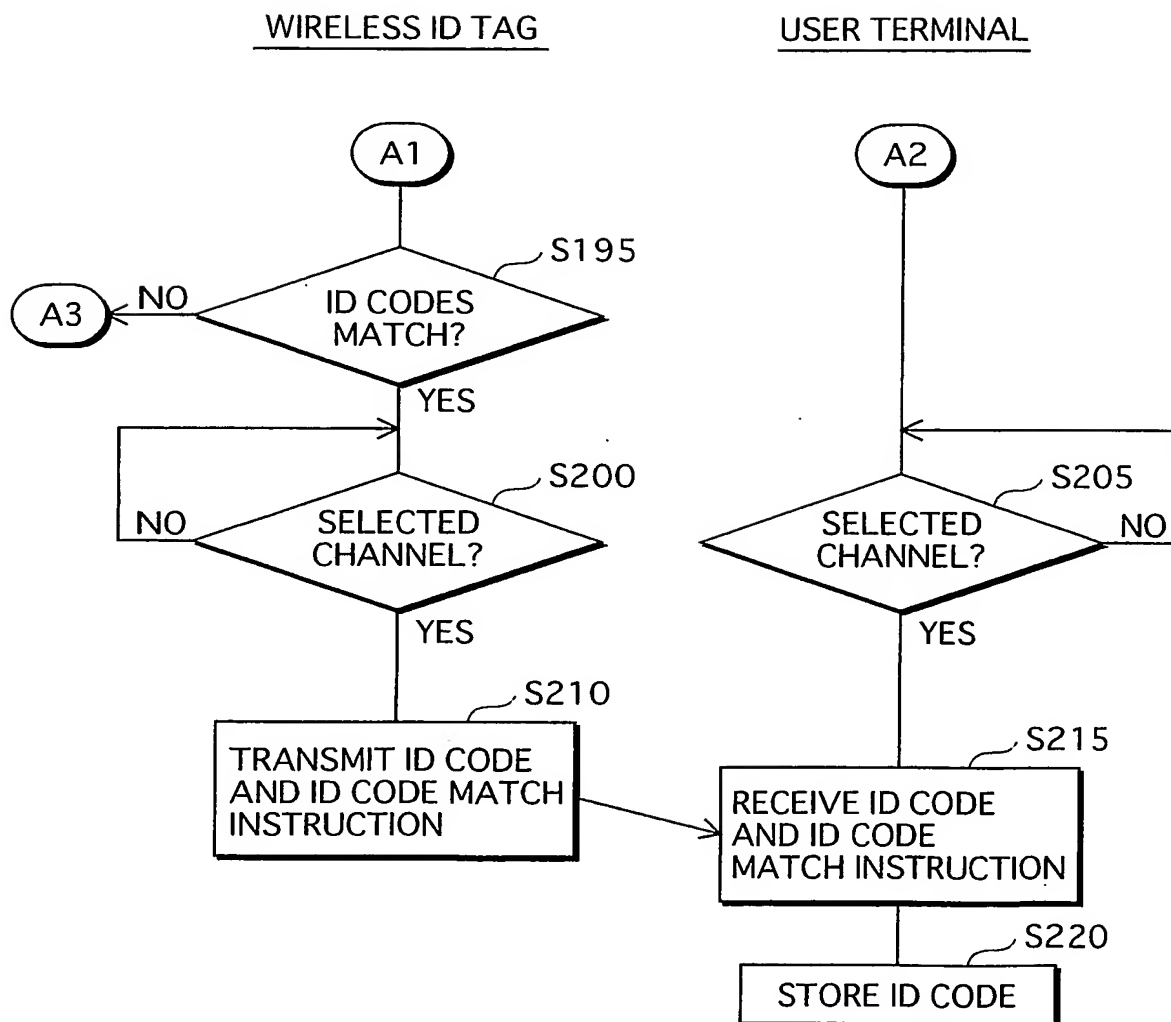 WIRELESS ID TAG
USER TERMINAL
A1
A2
S195
ID CODES
MATCH?
NO
A3
YES
S200
SELECTED
CHANNEL?
NO
YES
S205
SELECTED
CHANNEL?
NO
YES
S210
TRANSMIT ID CODE
AND ID CODE MATCH
INSTRUCTION
S215
RECEIVE ID CODE
AND ID CODE
MATCH INSTRUCTION
S220
STORE ID CODE